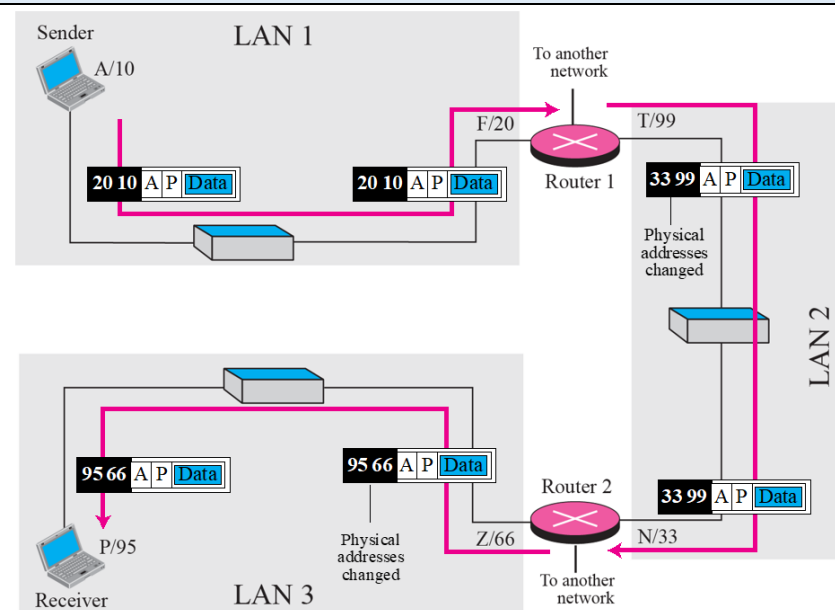 Sender
LAN 1
A/10
To another
network
F/20
T/99
Router 1
20 10 A P Data
20 10 A P Data
33 99 A P Data
Physical
addresses
changed
LAN 2
95 66 A P Data
95 66 A P Data
Router 2
33 99 A P Data
Physical
addresses
changed
P/95
Z/66
N/33
To another
network
Receiver
LAN 3